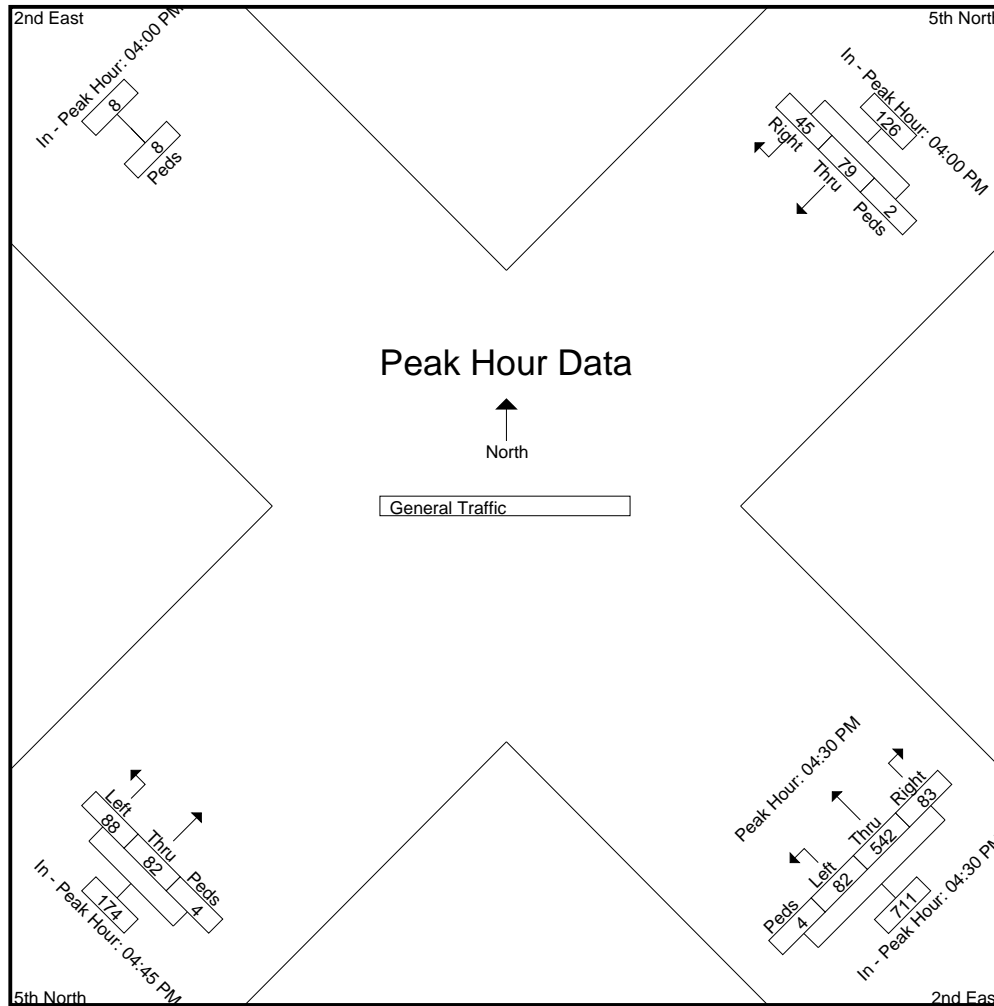 2nd East
5th North
In - Peak Hour: 04:00 PM
8
8
Peds
In - Peak Hour: 04:00 PM
126
45
79
2
Right
Thru
Peds
Peak Hour Data
North
General Traffic
Left
Thru
Peds
88
82
4
174
In - Peak Hour: 04:45 PM
Peak Hour: 04:30 PM
Peds
Left
Thru
Right
4
82
542
83
711
In - Peak Hour: 04:30 PM
5th North
2nd East